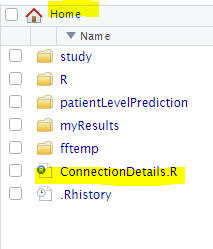 Home
Name
study
R
patientLevelPrediction
myResults
fftemp
ConnectionDetails.R
.Rhistory